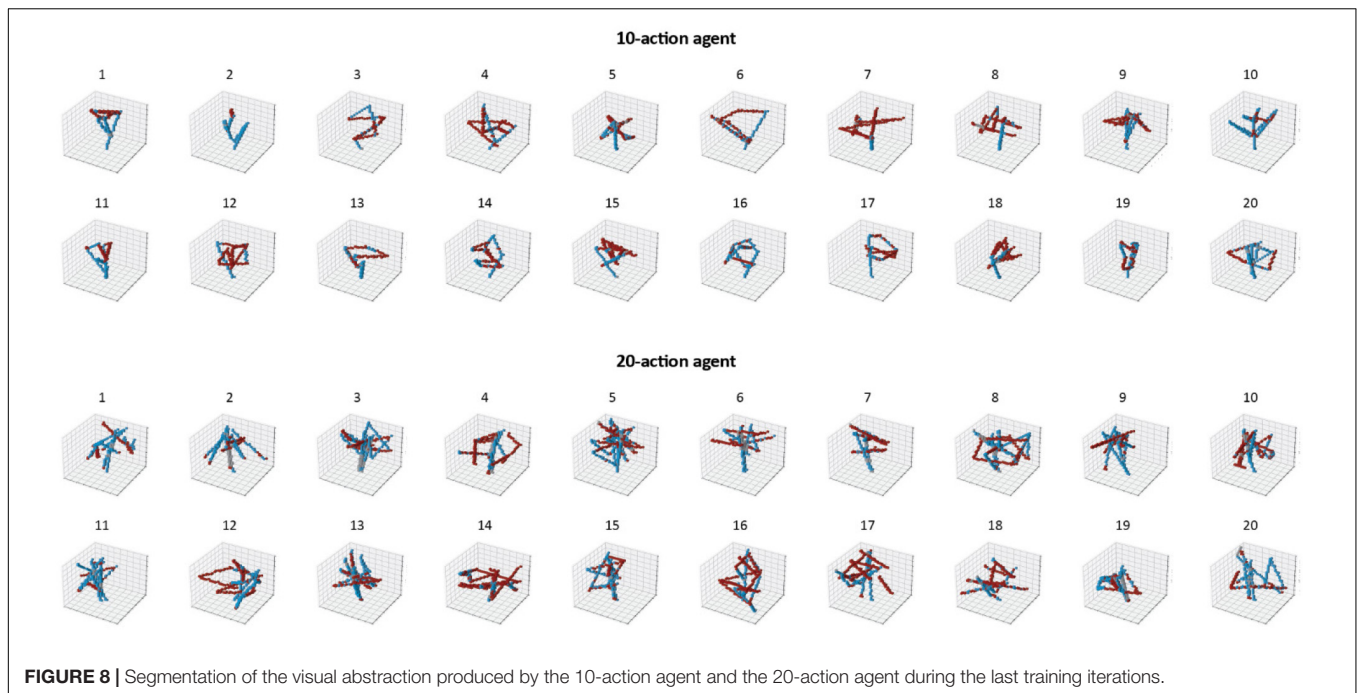 10-action agent
1 2 3 4 5 6 7 8 9 10
11 12 13 14 15 16 17 18 19 20
20-action agent
1 2 3 4 5 6 7 8 9 10
11 12 13 14 15 16 17 18 19 20
FIGURE 8 | Segmentation of the visual abstraction produced by the 10-action agent and the 20-action agent during the last training iterations.